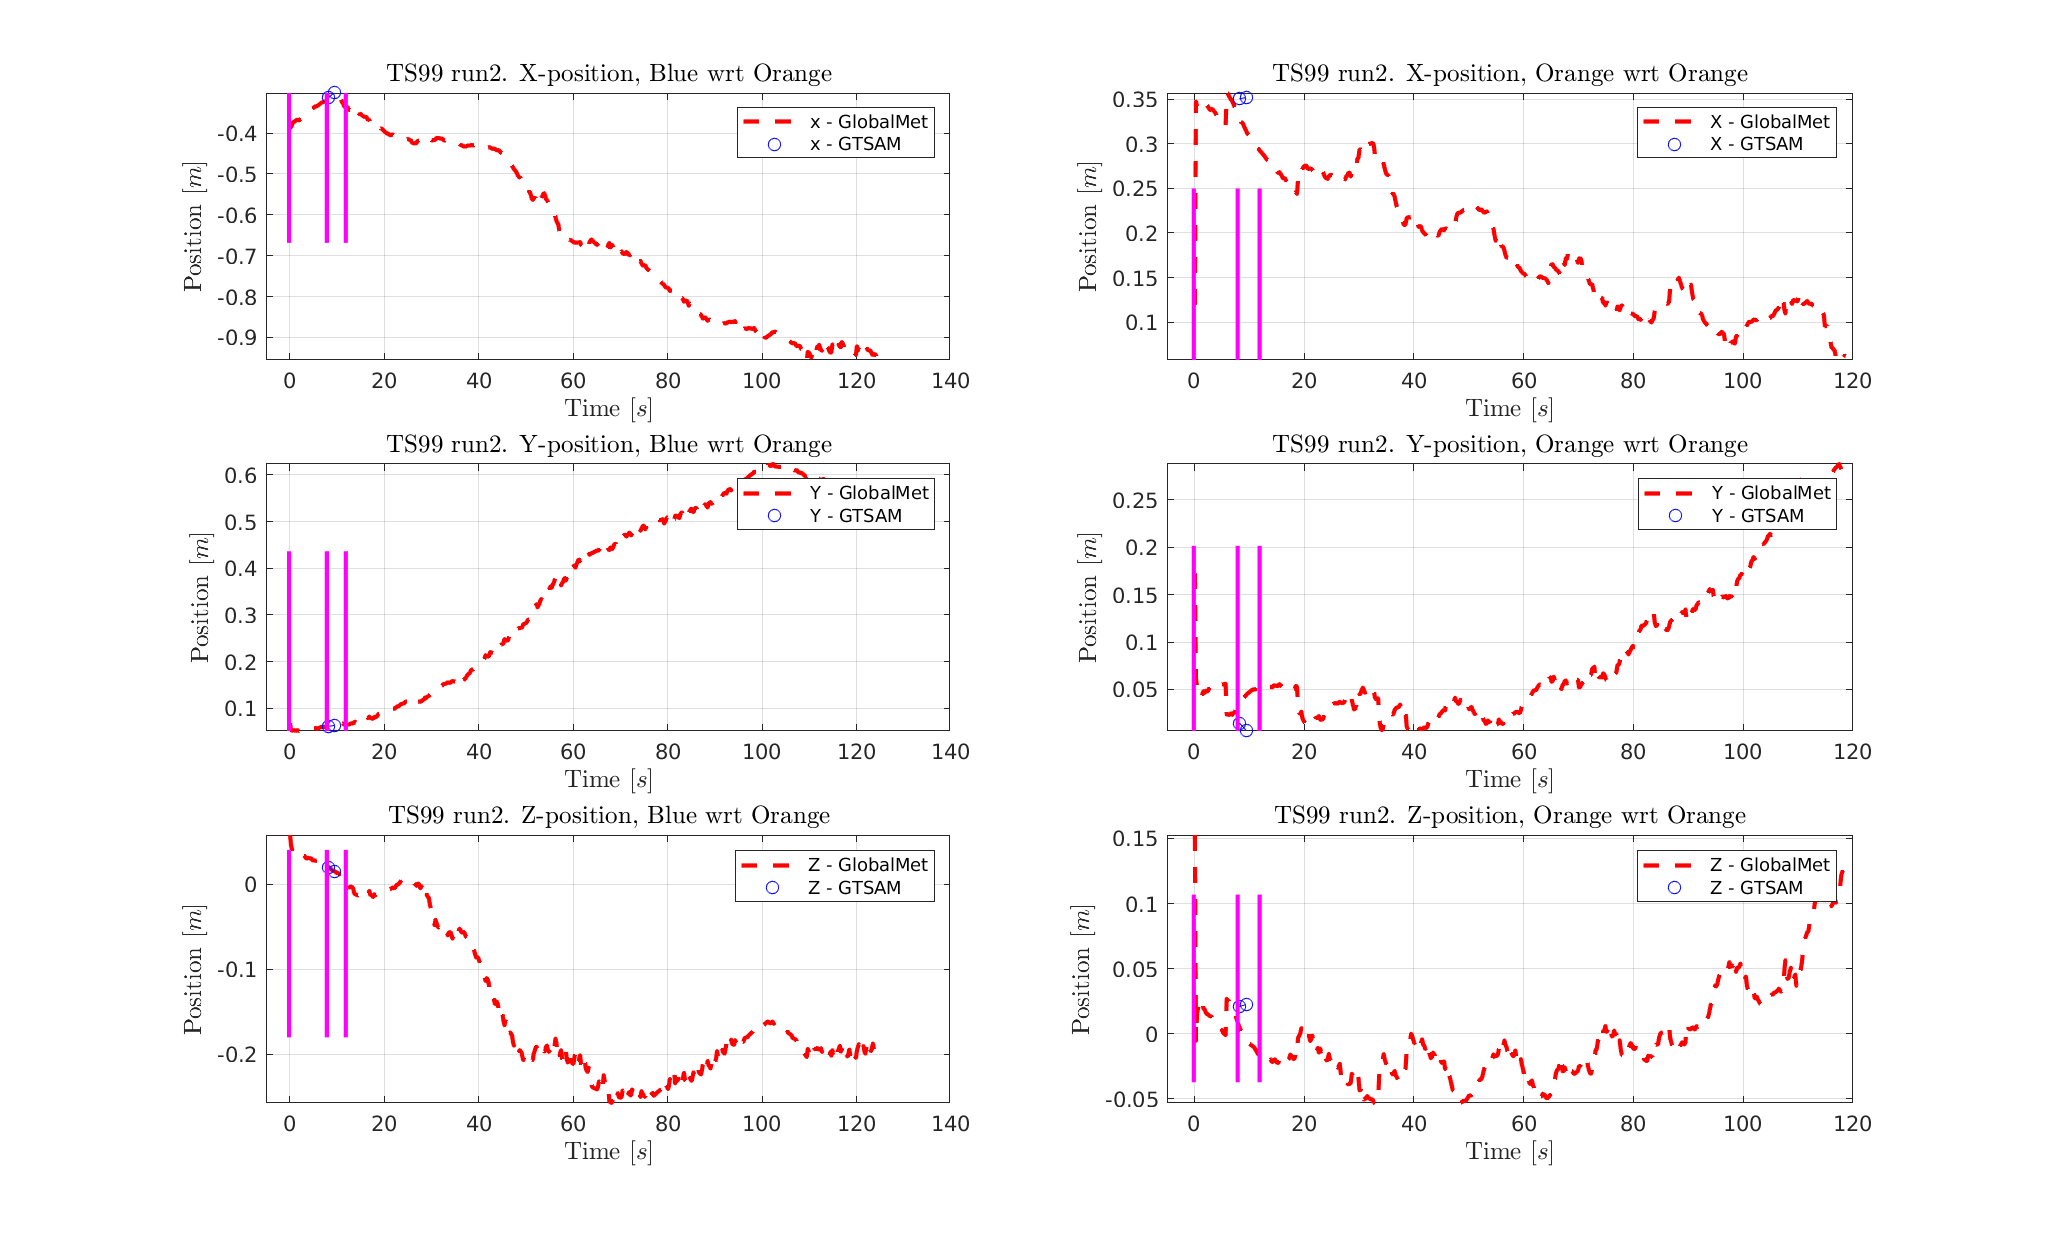 TS99 run2. X-position, Blue wrt Orange
x - GlobalMet
x - GTSAM
Position [m]
-0.4
-0.5
-0.6
-0.7
-0.8
-0.9
0 20 40 60 80 100 120 140
Time [s]
TS99 run2. X-position, Orange wrt Orange
X - GlobalMet
X - GTSAM
Position [m]
0.35
0.3
0.25
0.2
0.15
0.1
0 20 40 60 80 100 120
Time [s]
TS99 run2. Y-position, Blue wrt Orange
Y - GlobalMet
Y - GTSAM
Position [m]
0.6
0.5
0.4
0.3
0.2
0.1
0 20 40 60 80 100 120 140
Time [s]
TS99 run2. Y-position, Orange wrt Orange
Y - GlobalMet
Y - GTSAM
Position [m]
0.25
0.2
0.15
0.1
0.05
0 20 40 60 80 100 120
Time [s]
TS99 run2. Z-position, Blue wrt Orange
Z - GlobalMet
Z - GTSAM
Position [m]
0
-0.1
-0.2
0 20 40 60 80 100 120 140
Time [s]
TS99 run2. Z-position, Orange wrt Orange
Z - GlobalMet
Z - GTSAM
Position [m]
0.15
0.1
0.05
0
-0.05
0 20 40 60 80 100 120
Time [s]